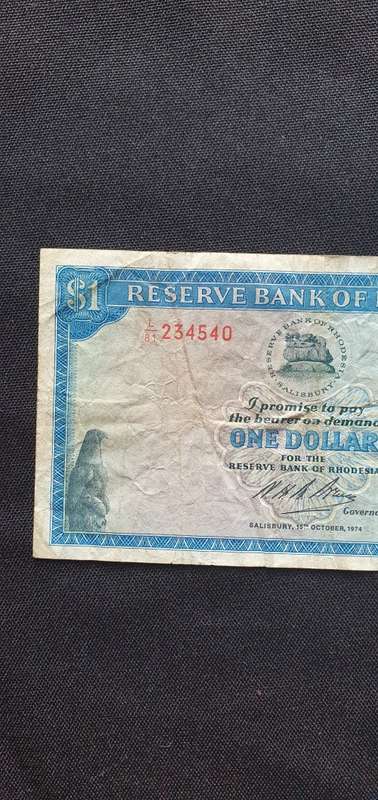 $1 RESERVE BANK OF
L/81 234540
RESERVE BANK OF RHODESIA
SALISBURY
I promise to pay
the bearer on demand
ONE DOLLAR
FOR THE
RESERVE BANK OF RHODESIA
Governor
SALISBURY, 15TH OCTOBER, 1974